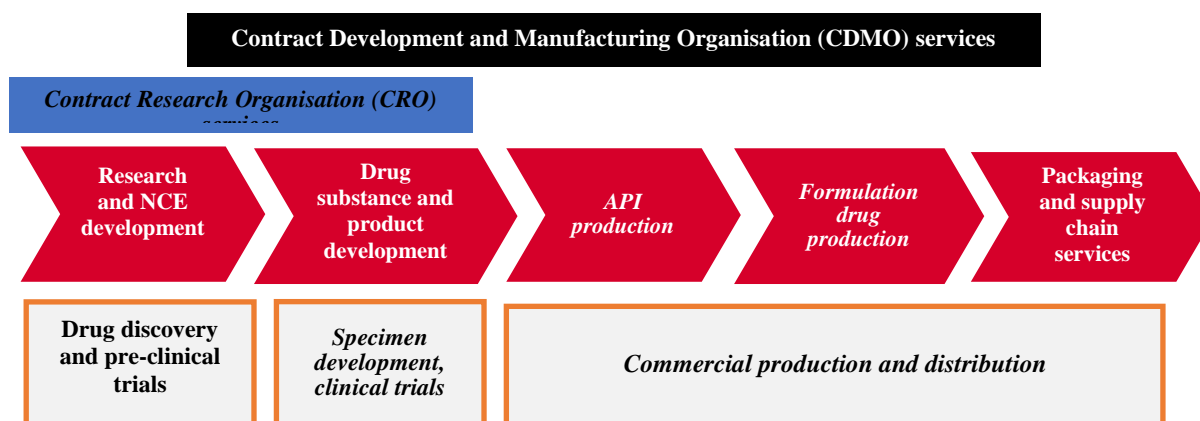 Contract Development and Manufacturing Organisation (CDMO) services
Contract Research Organisation (CRO)
services
Research
and NCE
development
Drug
substance and
product
development
API
production
Formulation
drug
production
Packaging
and supply
chain
services
Drug discovery
and pre-clinical
trials
Specimen
development,
clinical trials
Commercial production and distribution